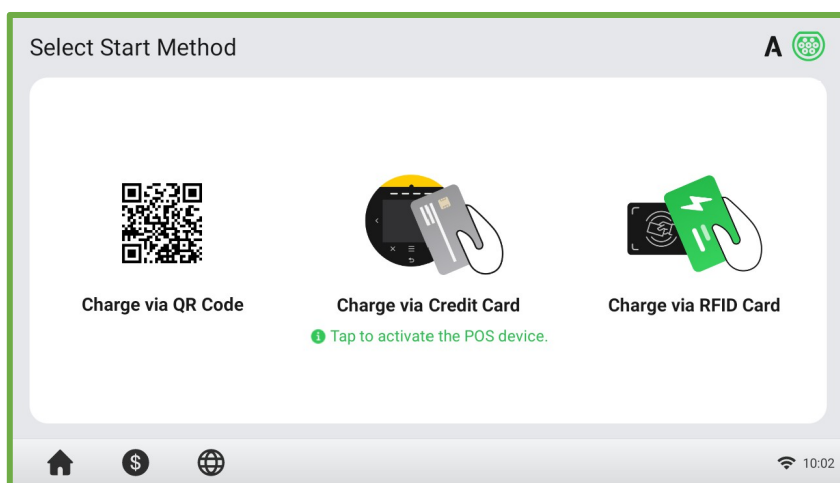 Select Start Method
A
Charge via QR Code
Charge via Credit Card
Charge via RFID Card
Tap to activate the POS device.
$
10:02